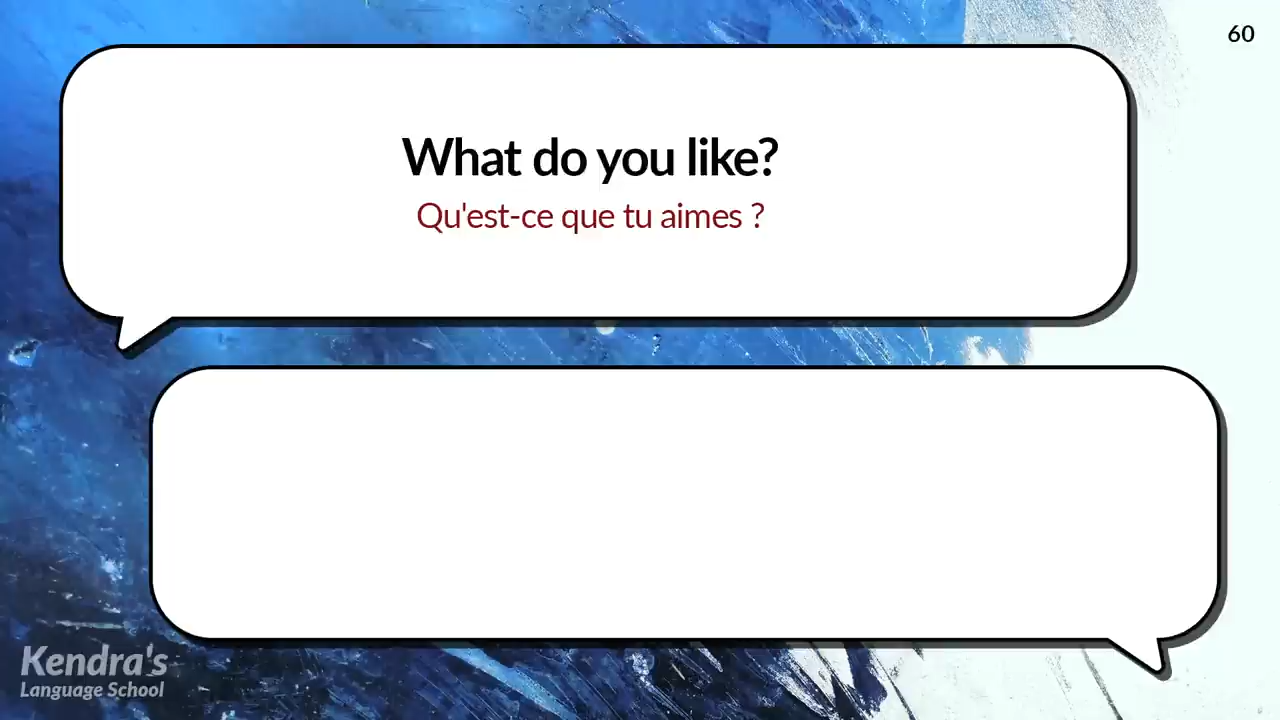 60
What do you like?
Qu'est-ce que tu aimes ?
Kendra's
Language School